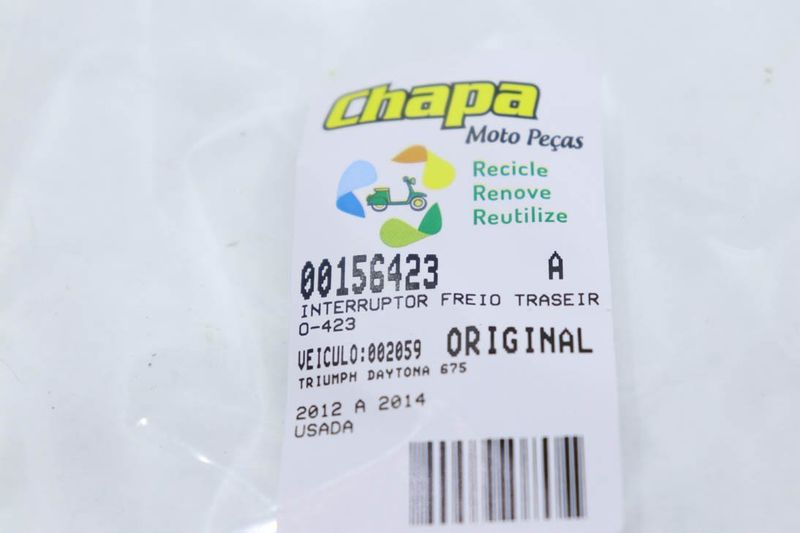 Chapa
Moto Peças
Recicle
Renove
Reutilize
00156423 A
INTERRUPTOR FREIO TRASEIR
O-423
VEICULO:002059 ORIGINAL
TRIUMPH DAYTONA 675
2012 A 2014
USADA